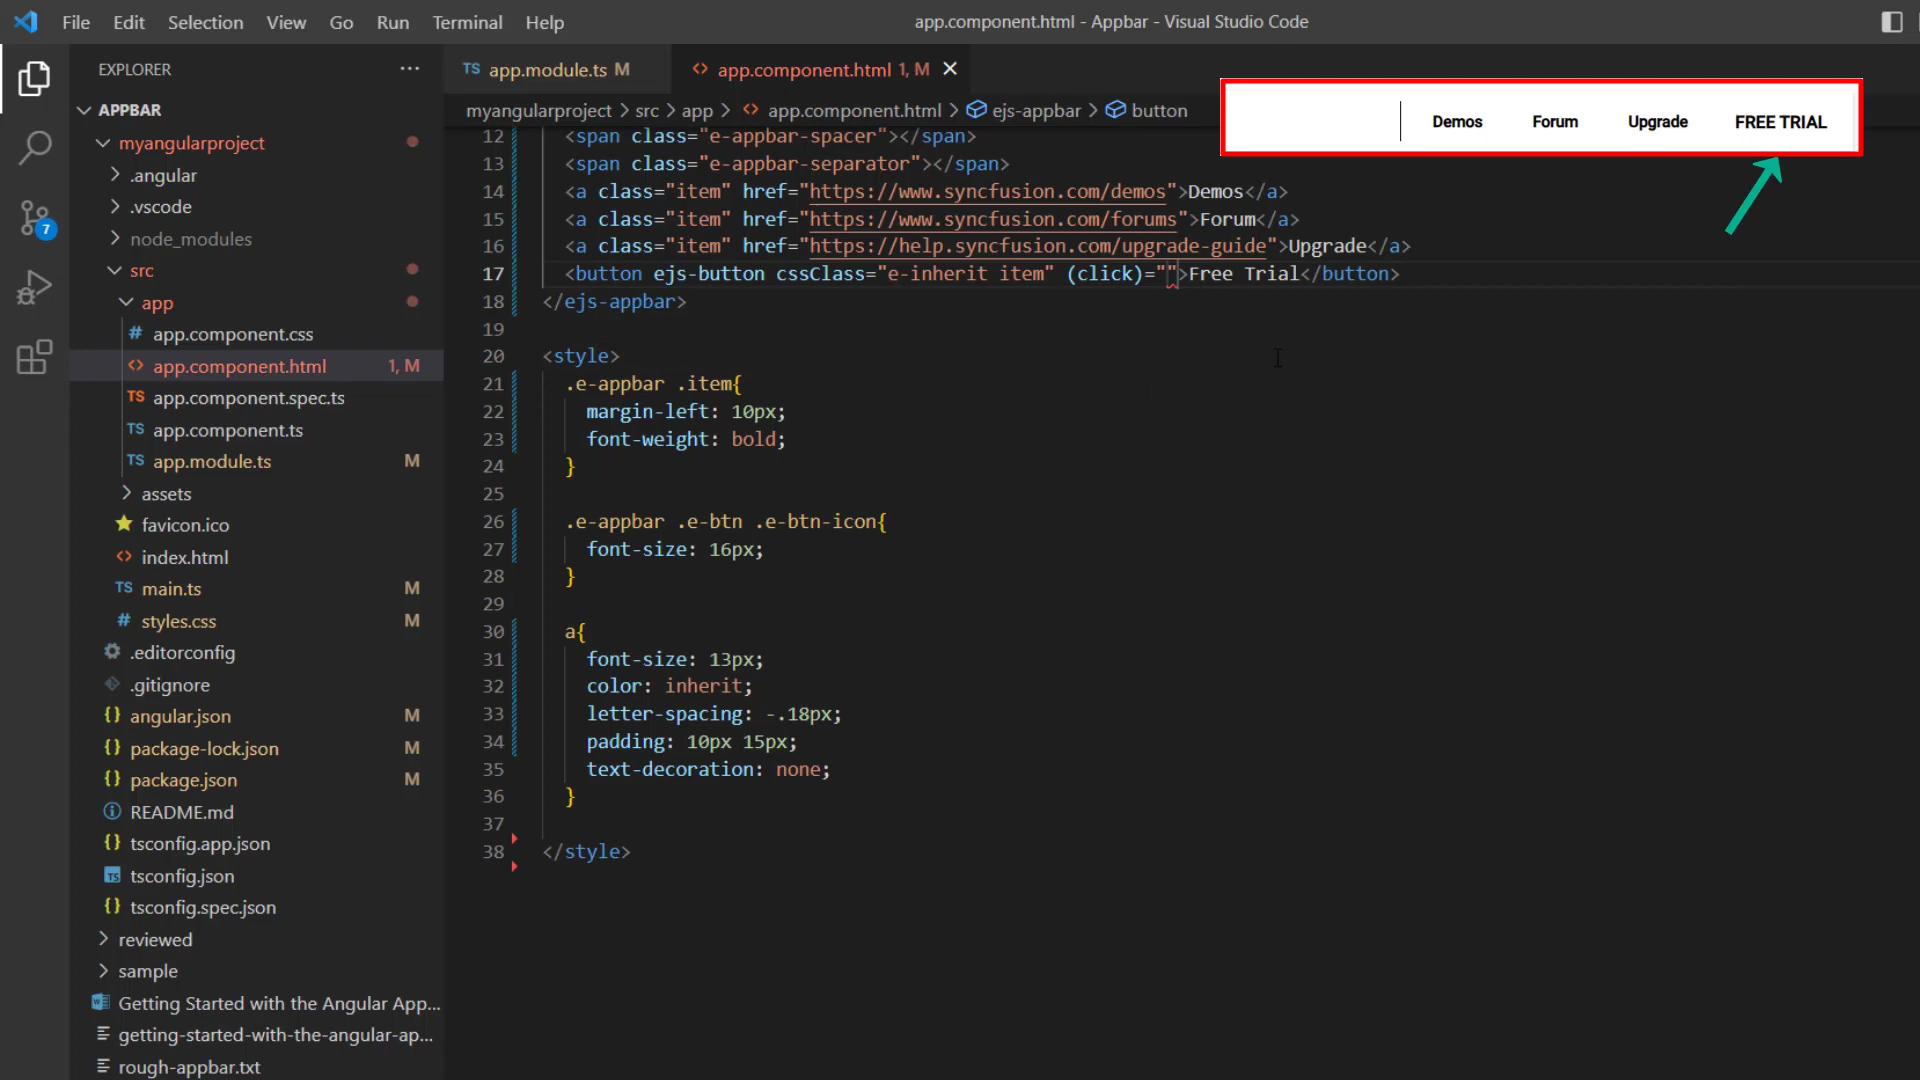 File Edit Selection View Go Run Terminal Help
app.component.html - Appbar - Visual Studio Code
EXPLORER ···
APPBAR
myangularproject
.angular
.vscode
node_modules
src
app
# app.component.css
<> app.component.html 1, M
TS app.component.spec.ts
TS app.component.ts
TS app.module.ts M
assets
favicon.ico
<> index.html
TS main.ts M
# styles.css M
.editorconfig
.gitignore
{} angular.json M
{} package-lock.json M
{} package.json M
README.md
{} tsconfig.app.json
TS tsconfig.json
{} tsconfig.spec.json
reviewed
sample
Getting Started with the Angular App...
getting-started-with-the-angular-ap...
rough-appbar.txt
7
TS app.module.ts M
<> app.component.html 1, M
myangularproject > src > app > <> app.component.html > ejs-appbar > button
12 <span class="e-appbar-spacer"></span>
13 <span class="e-appbar-separator"></span>
14 <a class="item" href="https://www.syncfusion.com/demos">Demos</a>
15 <a class="item" href="https://www.syncfusion.com/forums">Forum</a>
16 <a class="item" href="https://help.syncfusion.com/upgrade-guide">Upgrade</a>
17 <button ejs-button cssClass="e-inherit item" (click)="">Free Trial</button>
18 </ejs-appbar>
19
20 <style>
21 .e-appbar .item{
22 margin-left: 10px;
23 font-weight: bold;
24 }
25
26 .e-appbar .e-btn .e-btn-icon{
27 font-size: 16px;
28 }
29
30 a{
31 font-size: 13px;
32 color: inherit;
33 letter-spacing: -.18px;
34 padding: 10px 15px;
35 text-decoration: none;
36 }
37
38 </style>
Demos Forum Upgrade FREE TRIAL